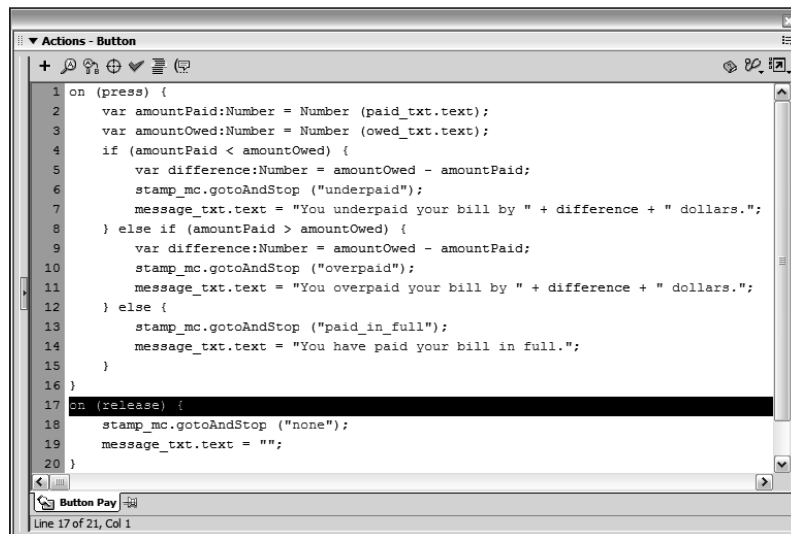 Actions - Button
1 on (press) {
2 var amountPaid:Number = Number (paid_txt.text);
3 var amountOwed:Number = Number (owed_txt.text);
4 if (amountPaid < amountOwed) {
5 var difference:Number = amountOwed - amountPaid;
6 stamp_mc.gotoAndStop ("underpaid");
7 message_txt.text = "You underpaid your bill by " + difference + " dollars.";
8 } else if (amountPaid > amountOwed) {
9 var difference:Number = amountOwed - amountPaid;
10 stamp_mc.gotoAndStop ("overpaid");
11 message_txt.text = "You overpaid your bill by " + difference + " dollars.";
12 } else {
13 stamp_mc.gotoAndStop ("paid_in_full");
14 message_txt.text = "You have paid your bill in full.";
15 }
16 }
17 on (release) {
18 stamp_mc.gotoAndStop ("none");
19 message_txt.text = "";
20 }
Button Pay
Line 17 of 21, Col 1